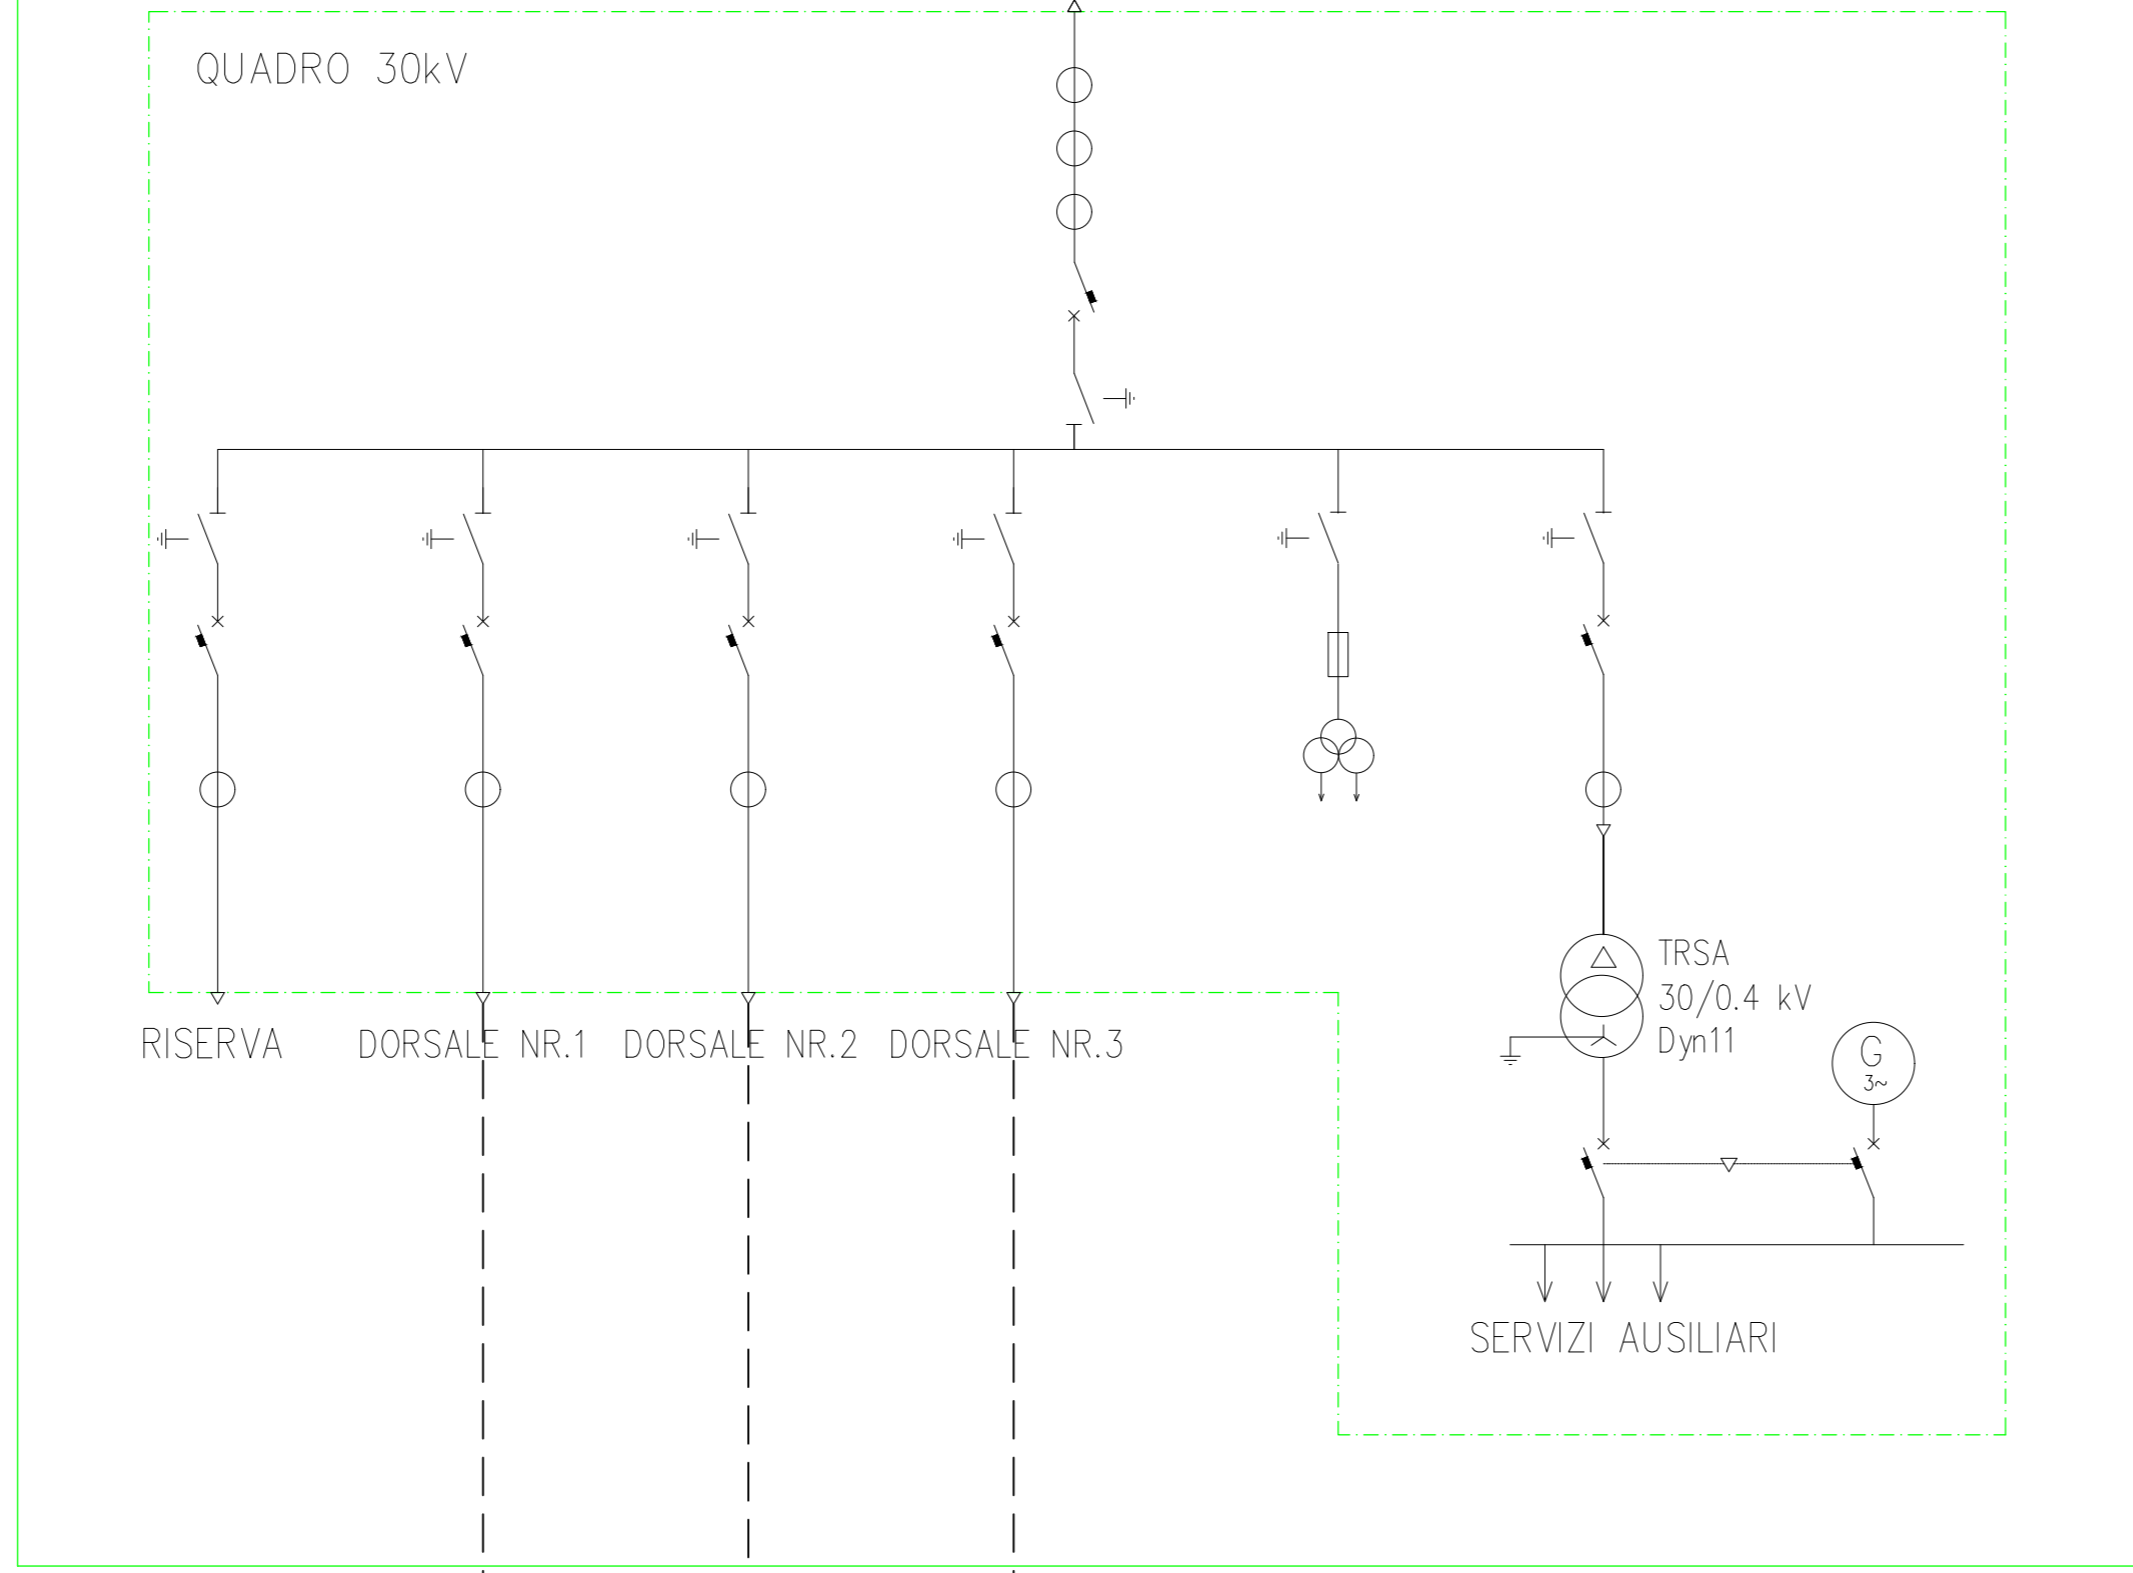 QUADRO 30kV
TRSA
30/0.4 kV
Dyn11
RISERVA
DORSALE NR.1
DORSALE NR.2
DORSALE NR.3
G
3~
SERVIZI AUSILIARI